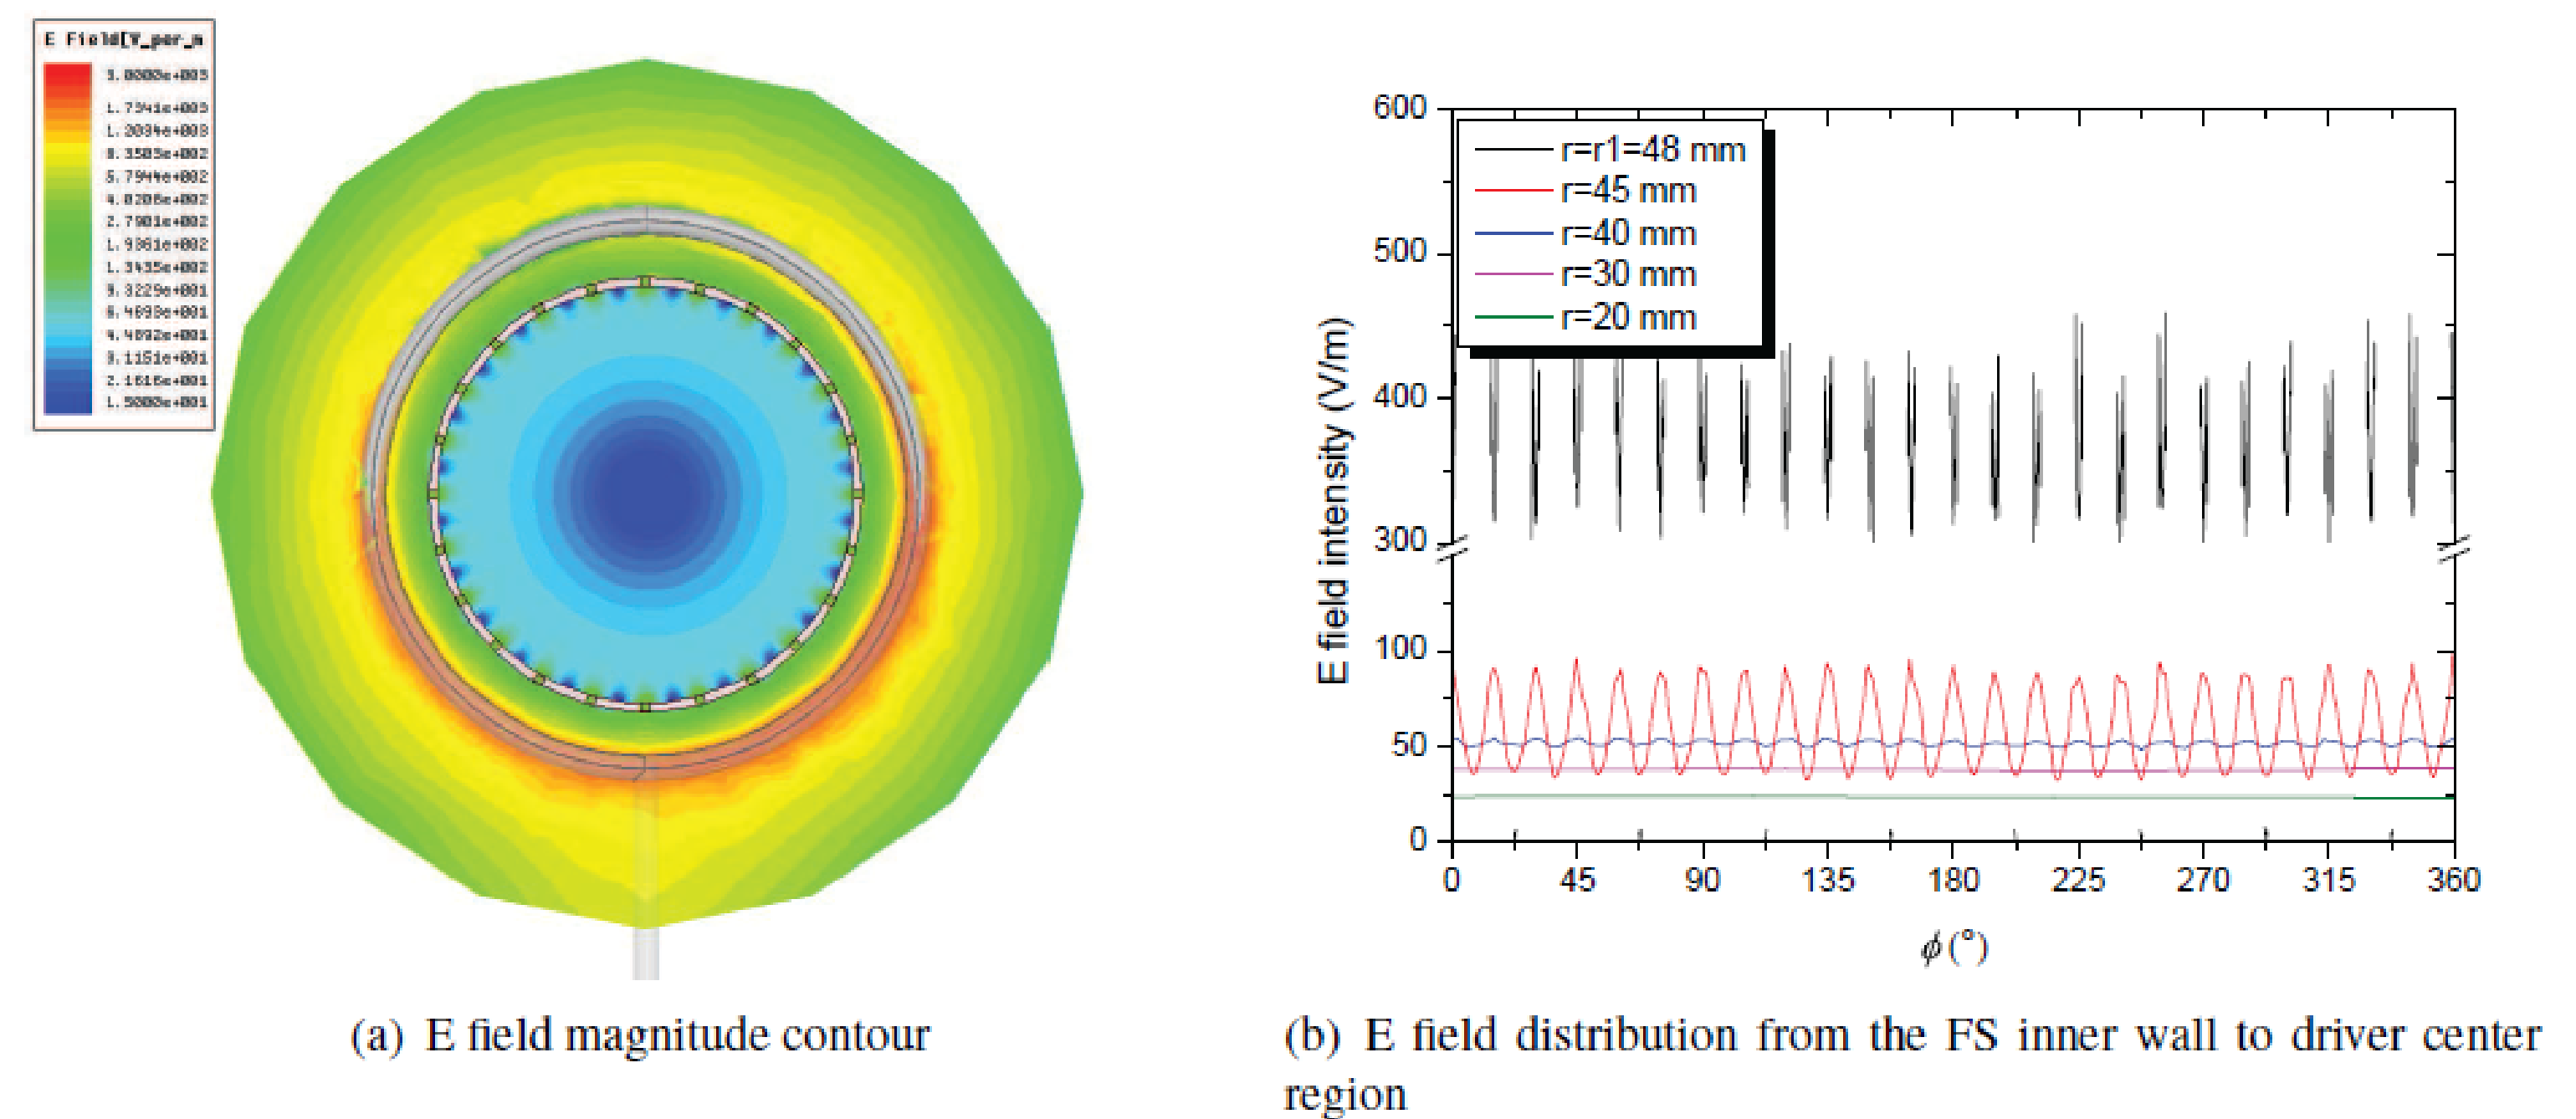 E Field[V_per_m
3.0000e+003
1.7341e+003
1.2034e+003
8.3503e+002
5.7944e+002
4.0208e+002
2.7901e+002
1.9361e+002
1.3435e+002
9.3229e+001
6.4693e+001
4.4892e+001
3.1151e+001
2.1616e+001
1.5000e+001
(a) E field magnitude contour
E field intensity (V/m)
600
500
400
300
100
50
0
r=r1=48 mm
r=45 mm
r=40 mm
r=30 mm
r=20 mm
0 45 90 135 180 225 270 315 360
ϕ (°)
(b) E field distribution from the FS inner wall to driver center
region